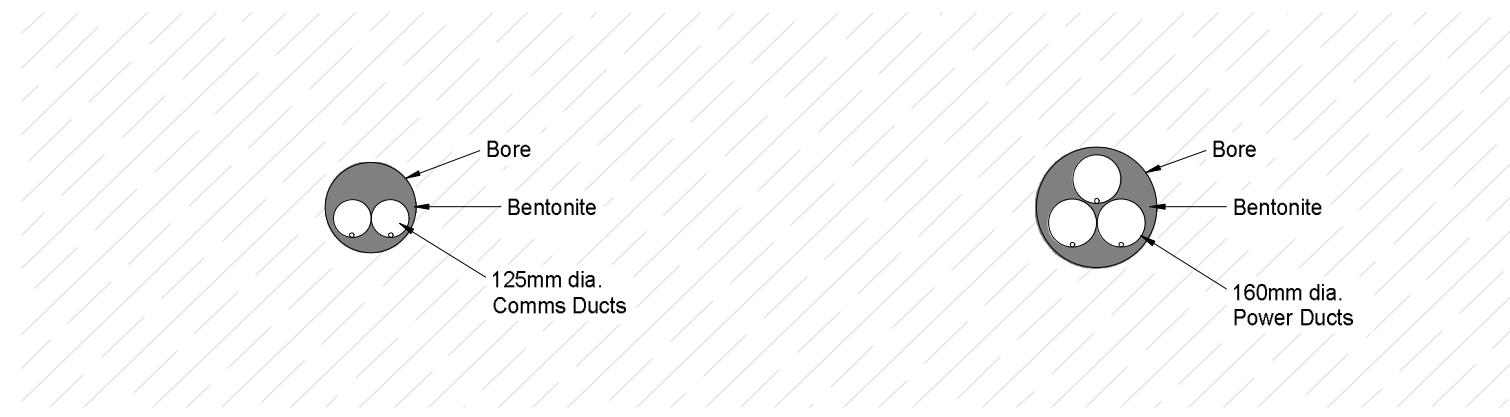 Bore
Bentonite
125mm dia.
Comms Ducts
Bore
Bentonite
160mm dia.
Power Ducts